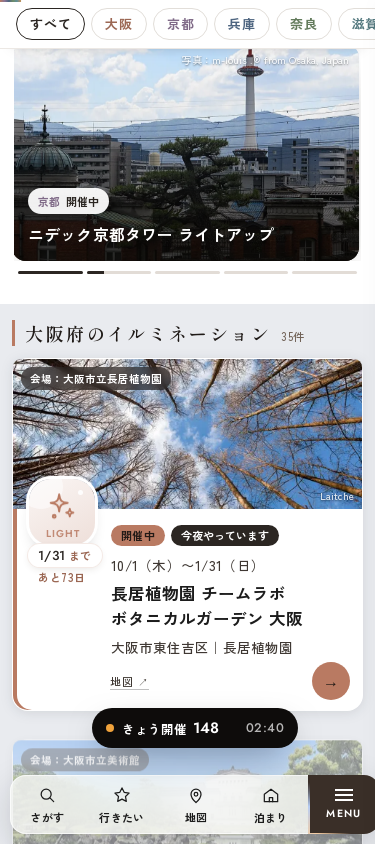 すべて
大阪
京都
兵庫
奈良
滋賀
from Osaka, Japan
京都 開催中
ニデック京都タワー ライトアップ
大阪府のイルミネーション 35件
会場：大阪市立長居植物園
Laitche
LIGHT
1/31 まで
あと73日
開催中
今夜やっています
10/1（木）〜1/31（日）
長居植物園 チームラボ
ボタニカルガーデン 大阪
大阪市東住吉区｜長居植物園
地図 ↗
→
きょう開催 148 02:40
会場：大阪市立美術館
さがす
行きたい
地図
泊まり
MENU